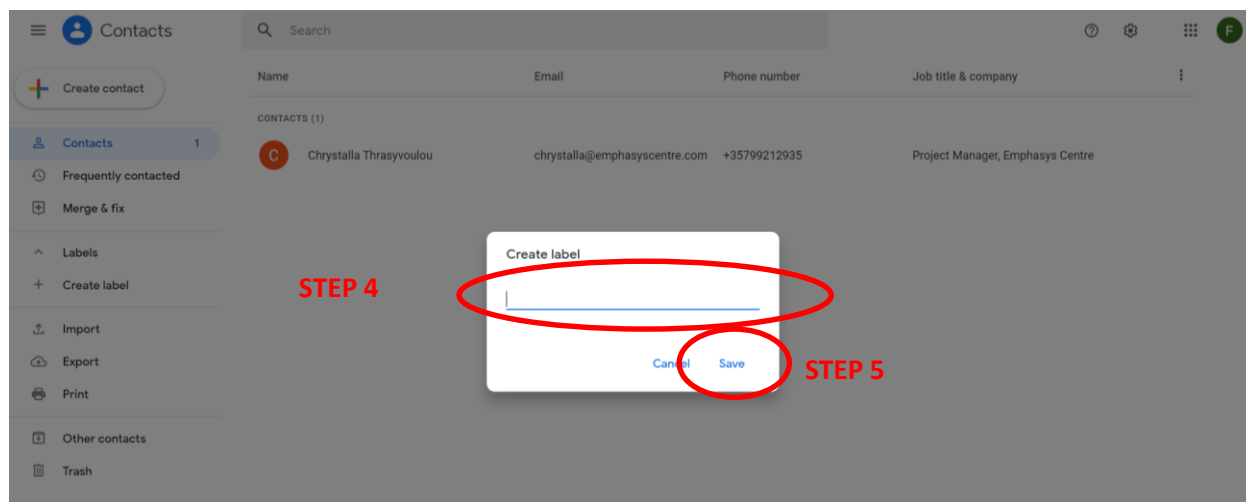 Contacts
Search
F
Create contact
Name Email Phone number Job title & company
CONTACTS (1)
Contacts 1
C Chrystalla Thrasyvoulou chrystalla@emphasyscentre.com +35799212935 Project Manager, Emphasys Centre
Frequently contacted
Merge & fix
Labels
Create label
Import
Export
Print
Other contacts
Trash
Create label
STEP 4
Cancel Save
STEP 5